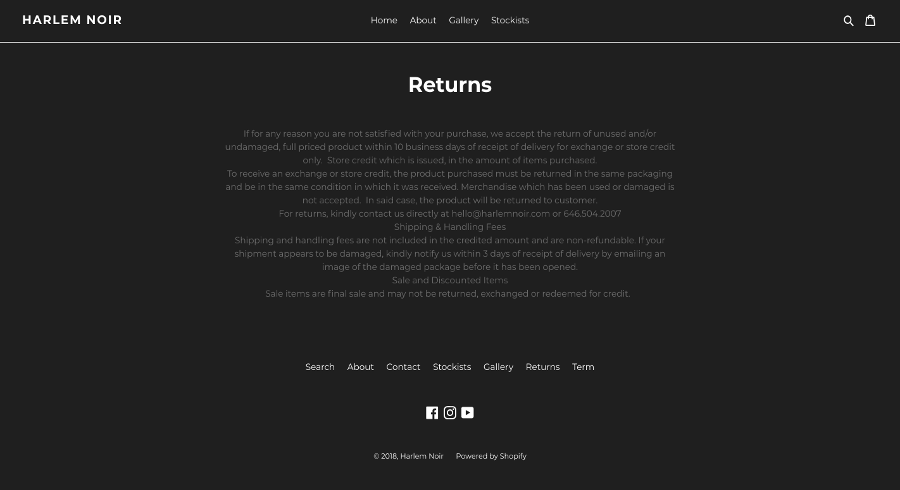 HARLEM NOIR
Home About Gallery Stockists
Returns
If for any reason you are not satisfied with your purchase, we accept the return of unused and/or
undamaged, full priced product within 10 business days of receipt of delivery for exchange or store credit
only. Store credit which is issued, in the amount of items purchased.
To receive an exchange or store credit, the product purchased must be returned in the same packaging
and be in the same condition in which it was received. Merchandise which has been used or damaged is
not accepted. In said case, the product will be returned to customer.
For returns, kindly contact us directly at hello@harlemnoir.com or 646.504.2007
Shipping & Handling Fees
Shipping and handling fees are not included in the credited amount and are non-refundable. If your
shipment appears to be damaged, kindly notify us within 3 days of receipt of delivery by emailing an
image of the damaged package before it has been opened.
Sale and Discounted Items
Sale items are final sale and may not be returned, exchanged or redeemed for credit.
Search About Contact Stockists Gallery Returns Term
© 2018, Harlem Noir Powered by Shopify